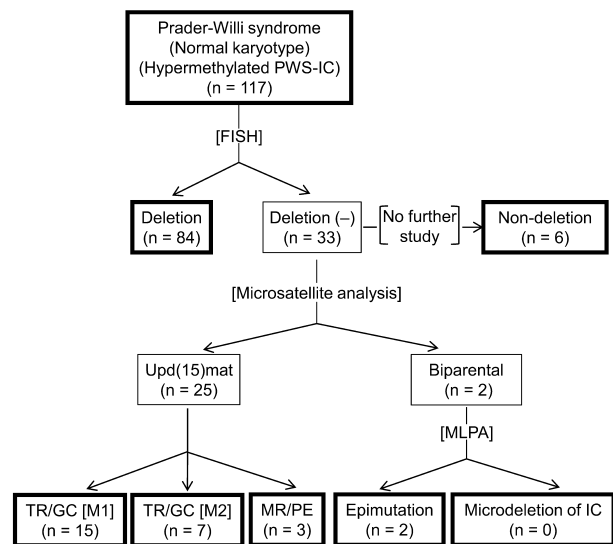 Prader-Willi syndrome
(Normal karyotype)
(Hypermethylated PWS-IC)
(n = 117)
[FISH]
Deletion
(n = 84)
Deletion (–)
(n = 33)
[No further
study]
Non-deletion
(n = 6)
[Microsatellite analysis]
Upd(15)mat
(n = 25)
Biparental
(n = 2)
[MLPA]
TR/GC [M1]
(n = 15)
TR/GC [M2]
(n = 7)
MR/PE
(n = 3)
Epimutation
(n = 2)
Microdeletion of IC
(n = 0)